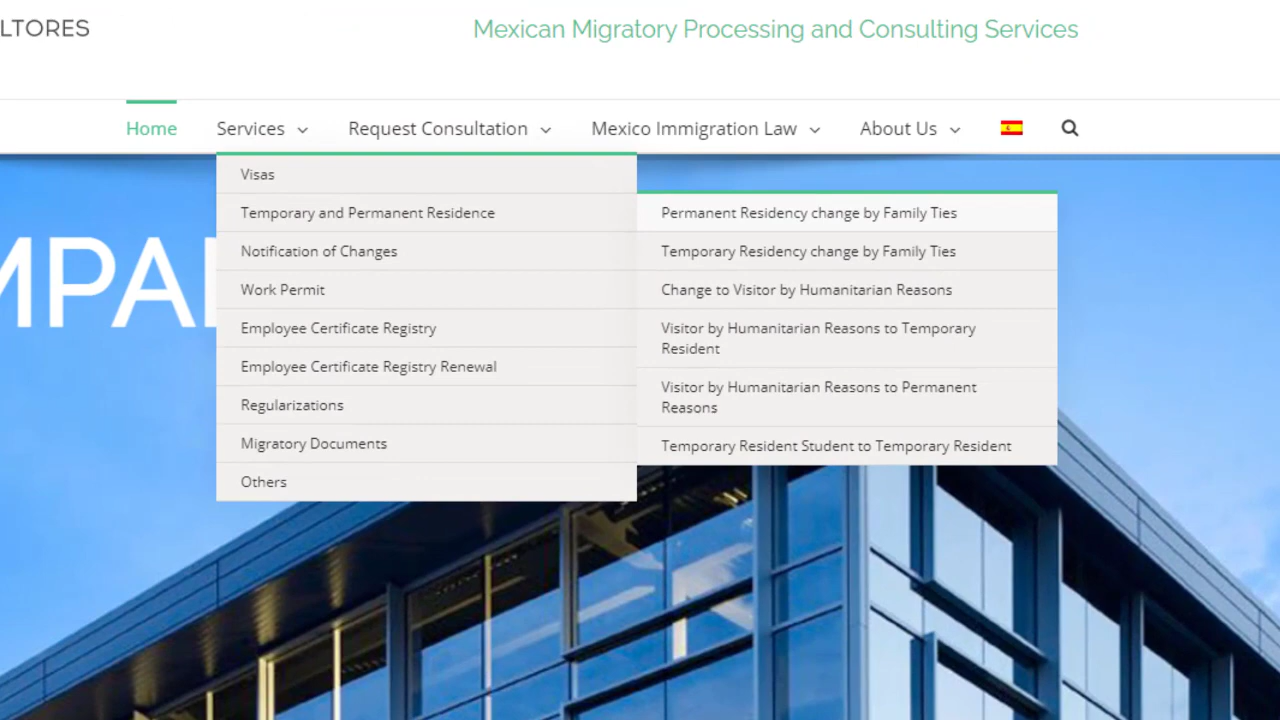 LTORES
Mexican Migratory Processing and Consulting Services
Home
Services
Request Consultation
Mexico Immigration Law
About Us
Visas
Temporary and Permanent Residence
Notification of Changes
Work Permit
Employee Certificate Registry
Employee Certificate Registry Renewal
Regularizations
Migratory Documents
Others
Permanent Residency change by Family Ties
Temporary Residency change by Family Ties
Change to Visitor by Humanitarian Reasons
Visitor by Humanitarian Reasons to Temporary
Resident
Visitor by Humanitarian Reasons to Permanent
Reasons
Temporary Resident Student to Temporary Resident
MPA